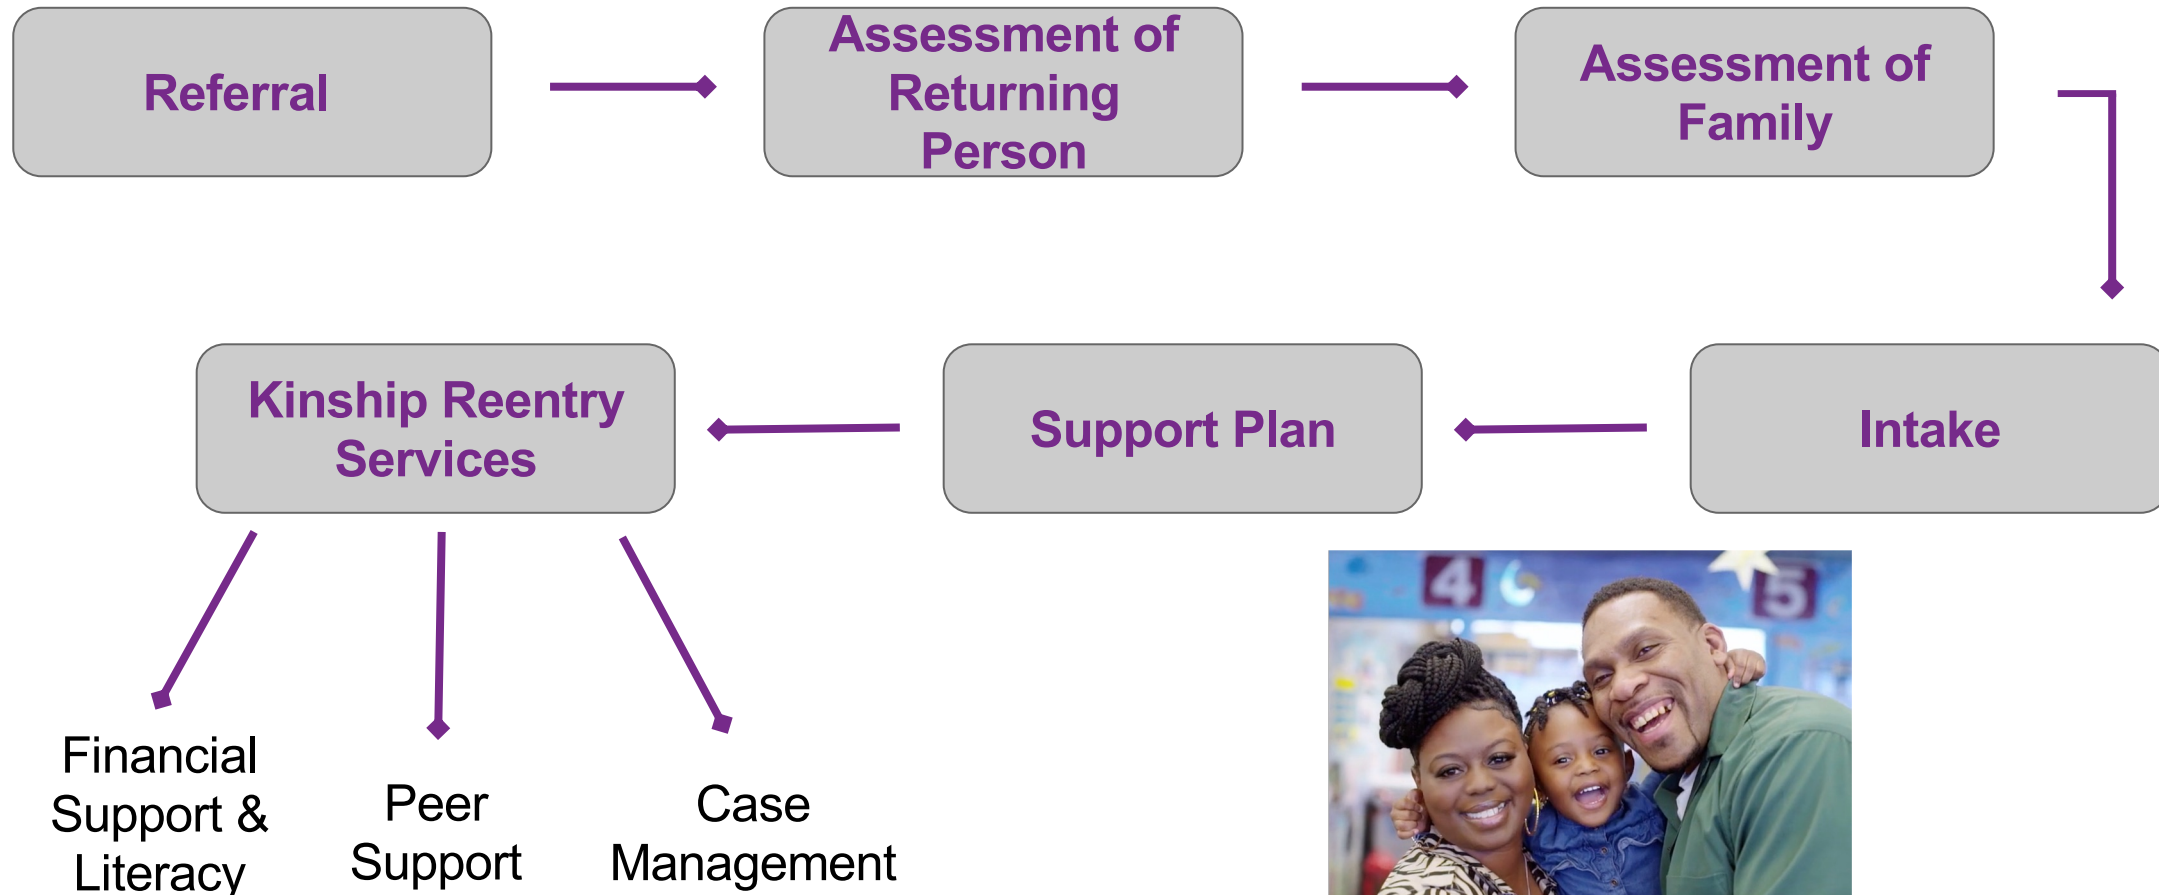 Referral
Assessment of
Returning
Person
Assessment of
Family
Kinship Reentry
Services
Support Plan
Intake
Financial
Support &
Literacy
Peer
Support
Case
Management
4
5